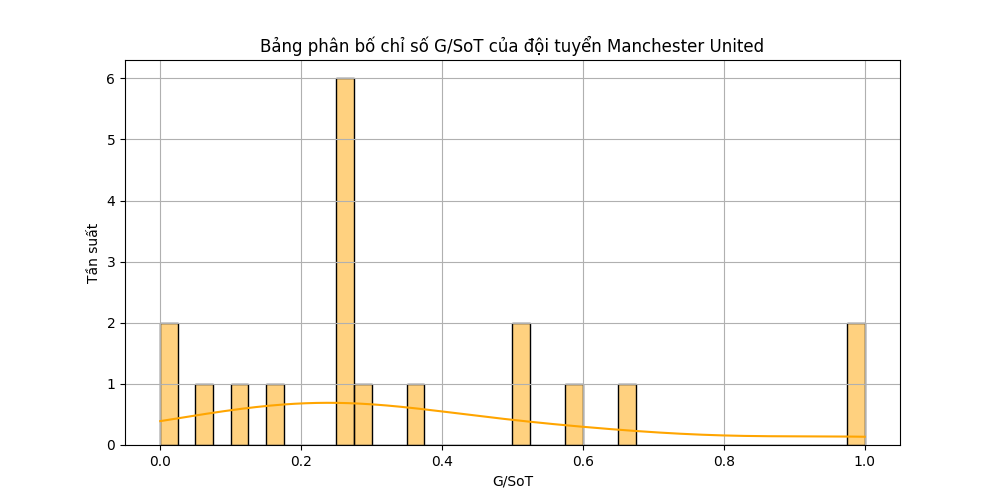 Bảng phân bố chỉ số G/SoT của đội tuyển Manchester United
6
5
4
3
2
1
0
Tần suất
0.0 0.2 0.4 0.6 0.8 1.0
G/SoT